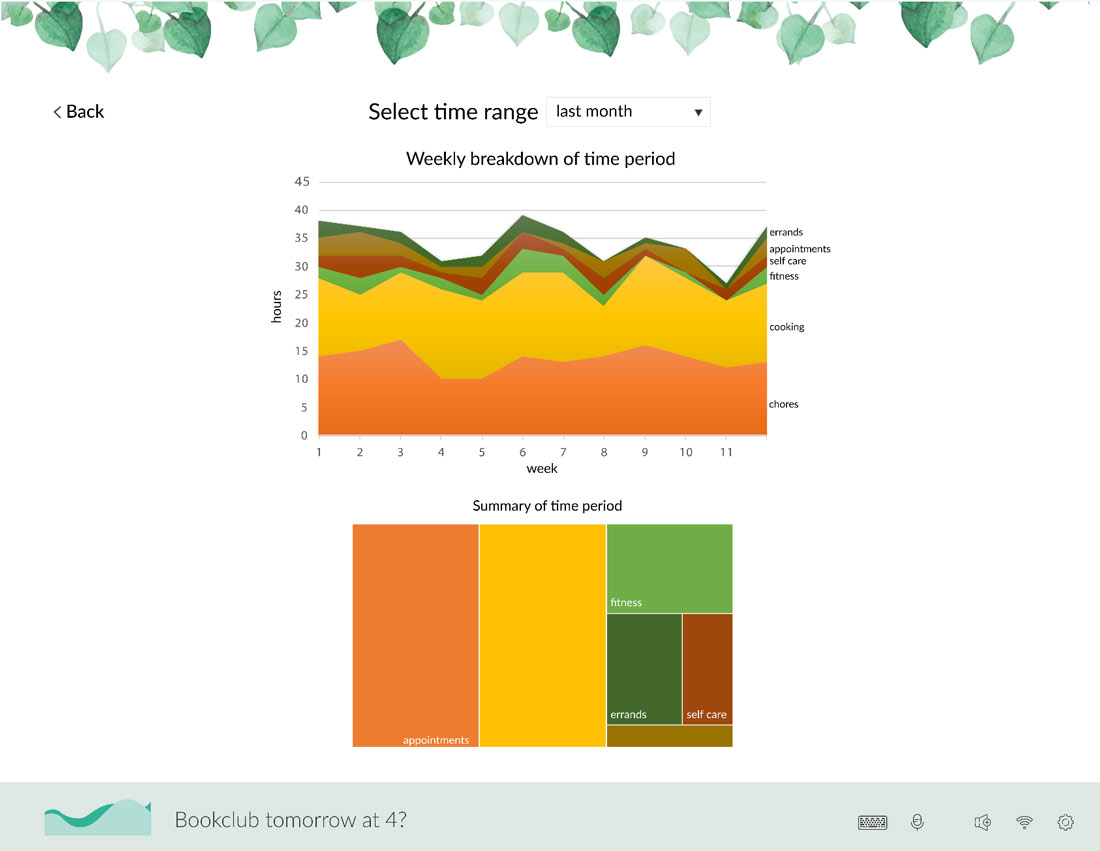 < Back
Select time range
last month
Weekly breakdown of time period
45
40
35
30
25
20
15
10
5
0
hours
errands
appointments
self care
fitness
cooking
chores
1 2 3 4 5 6 7 8 9 10 11
week
Summary of time period
fitness
errands
self care
appointments
Bookclub tomorrow at 4?